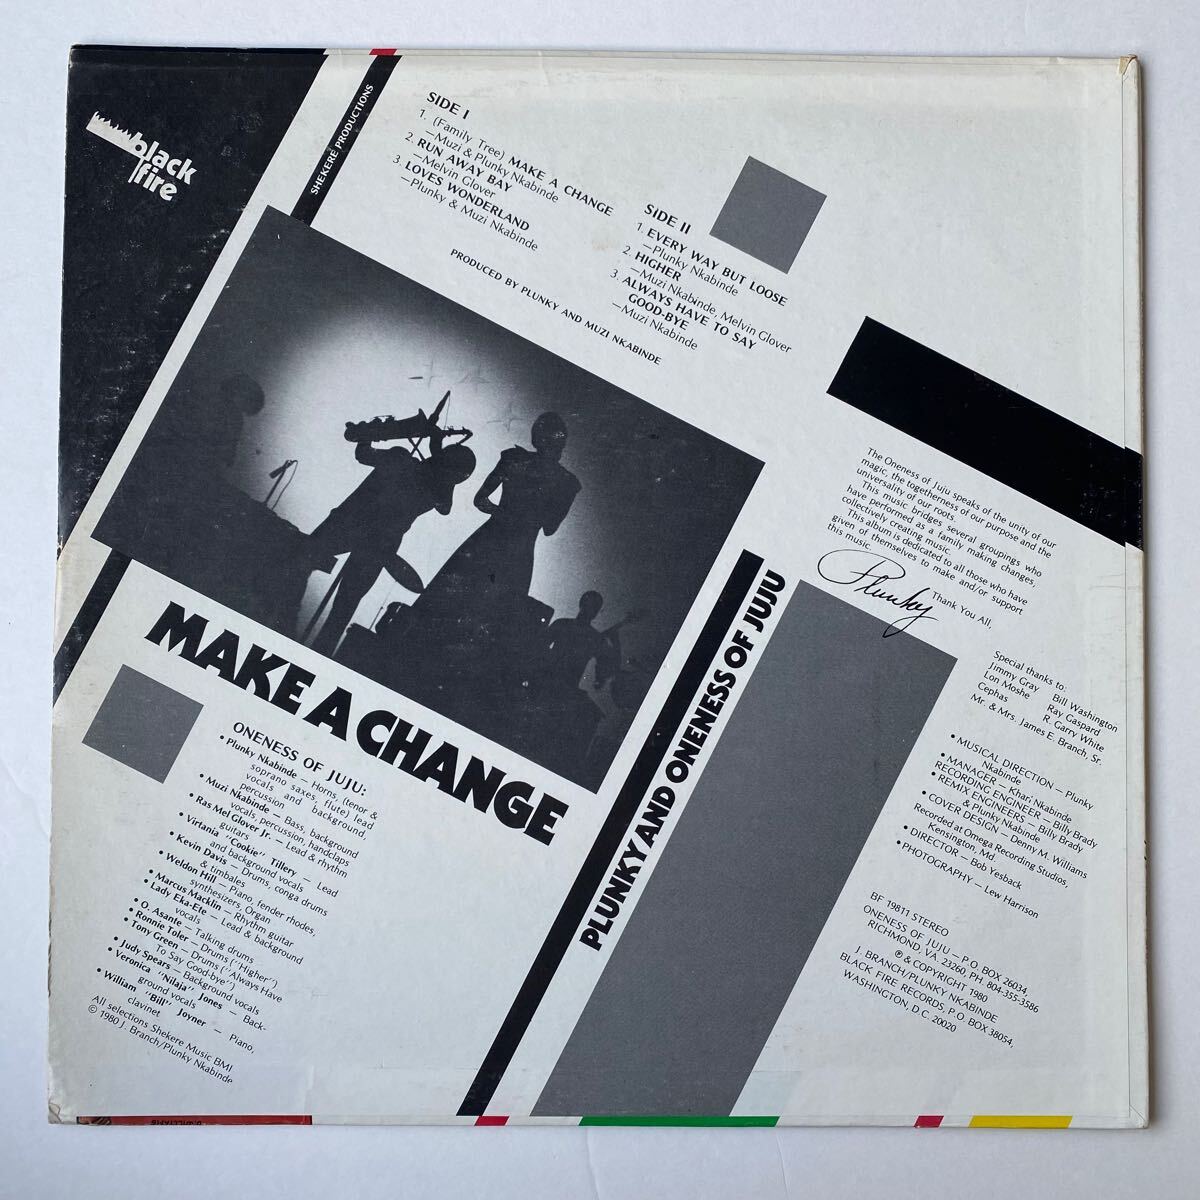 black
fire
SHEKERE PRODUCTIONS
SIDE I
1. (Family Tree) MAKE A CHANGE
—Muzi & Plunky Nkabinde
2. RUN AWAY BAY
—Melvin Glover
3. LOVES WONDERLAND
—Plunky & Muzi Nkabinde
SIDE II
1. EVERY WAY BUT LOOSE
—Plunky Nkabinde
2. HIGHER
—Muzi Nkabinde, Melvin Glover
3. ALWAYS HAVE TO SAY
GOOD-BYE
—Muzi Nkabinde
PRODUCED BY PLUNKY AND MUZI NKABINDE
The Oneness of Juju speaks of the unity of our
magic, the togetherness of our purpose and the
universality of our roots.
This music bridges several groupings who
have performed as a family making changes,
collectively creating music.
This album is dedicated to all those who have
given of themselves to make and/or support
this music.
Thank You All,
Plunky
MAKE A CHANGE
PLUNKY AND ONENESS OF JUJU
ONENESS OF JUJU:
• Plunky Nkabinde — Horns, (tenor &
soprano saxes, flute) lead
vocals and background,
percussion
• Muzi Nkabinde — Bass, background
vocals, percussion, handclaps
• Ras Mel Glover Jr. — Lead & rhythm
guitars
• Virtania "Cookie" Tillery — Lead
and background vocals
• Kevin Davis — Drums, conga drums
& timbales
• Weldon Hill — Piano, fender rhodes,
synthesizers, Organ
• Marcus Macklin — Rhythm guitar
• Lady Eka-Ete — Lead & background
vocals
• O. Asante — Talking drums
• Ronnie Toler — Drums ("Higher")
• Tony Green — Drums ("Always Have
To Say Good-bye")
• Judy Spears — Background vocals
• Veronica "Nilaja" Jones — Back-
ground vocals
• William "Bill" Joyner — Piano,
clavinet
All selections Shekere Music BMI
© 1980 J. Branch/Plunky Nkabinde
Special thanks to:
Jimmy Gray Bill Washington
Lon Moshe Ray Gaspard
Cephas R. Garry White
Mr. & Mrs. James E. Branch, Sr.
• MUSICAL DIRECTION — Plunky
Nkabinde
• MANAGER — Khari Nkabinde
RECORDING ENGINEER — Billy Brady
• REMIX ENGINEERS — Billy Brady
& Plunky Nkabinde
• COVER DESIGN — Denny M. Williams
Recorded at Omega Recording Studios,
Kensington, Md.
• DIRECTOR — Bob Yesback
• PHOTOGRAPHY — Lew Harrison
BF 19811 STEREO
ONENESS OF JUJU — P.O. BOX 26034,
RICHMOND, VA. 23260, PH. 804-355-3586
℗ & COPYRIGHT 1980
J. BRANCH/PLUNKY NKABINDE
BLACK FIRE RECORDS, P.O. BOX 38054,
WASHINGTON, D.C. 20020
D.WILLIAMS